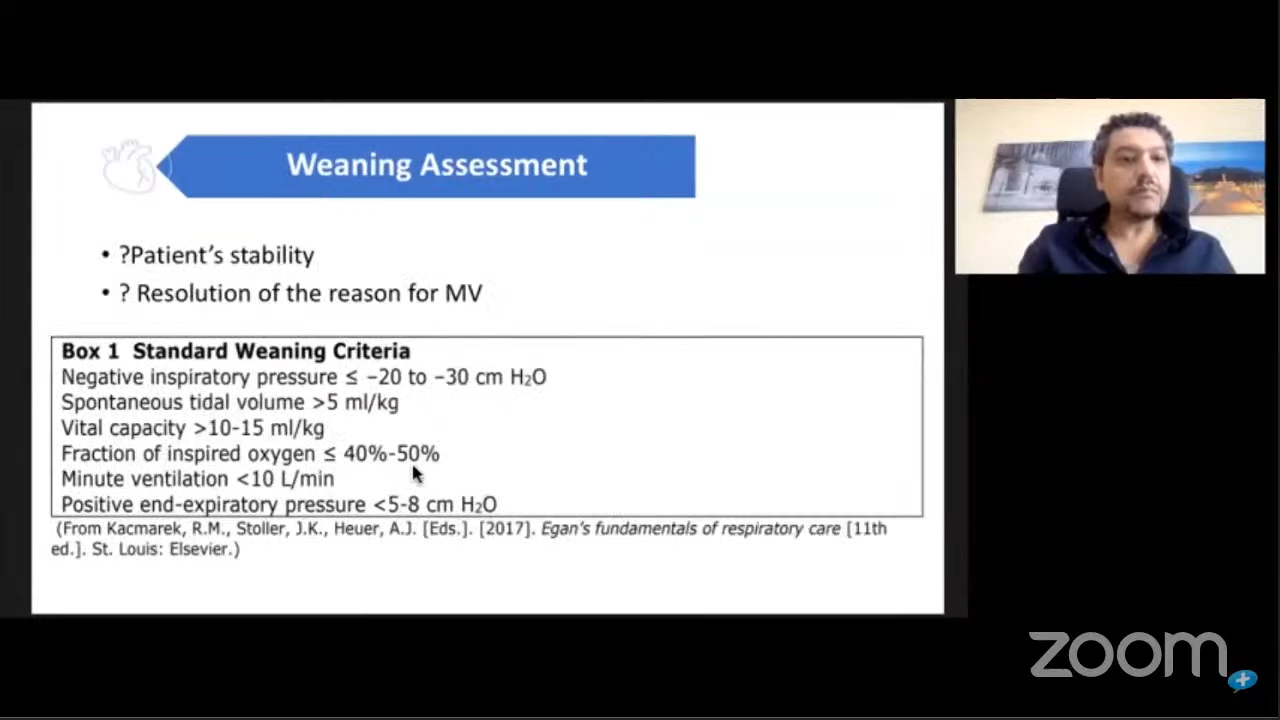 Weaning Assessment
• ?Patient’s stability
• ? Resolution of the reason for MV
Box 1 Standard Weaning Criteria
Negative inspiratory pressure ≤ −20 to −30 cm H₂O
Spontaneous tidal volume >5 ml/kg
Vital capacity >10-15 ml/kg
Fraction of inspired oxygen ≤ 40%-50%
Minute ventilation <10 L/min
Positive end-expiratory pressure <5-8 cm H₂O
(From Kacmarek, R.M., Stoller, J.K., Heuer, A.J. [Eds.]. [2017]. Egan’s fundamentals of respiratory care [11th
ed.]. St. Louis: Elsevier.)
zoom